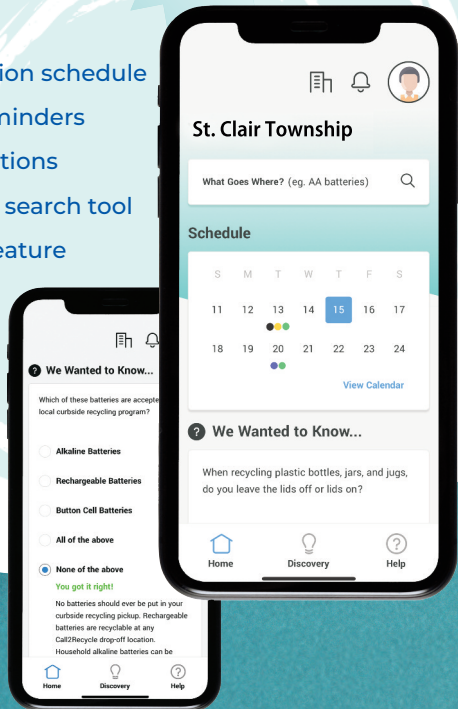 schedule
search tool
St. Clair Township
What Goes Where? (eg. AA batteries)
Schedule
S M T W T F S
11 12 13 14 15 16 17
18 19 20 21 22 23 24
View Calendar
? We Wanted to Know...
When recycling plastic bottles, jars, and jugs,
do you leave the lids off or lids on?
Home Discovery Help
? We Wanted to Know...
Which of these batteries are
local curbside recycling program?
Alkaline Batteries
Rechargeable Batteries
Button Cell Batteries
All of the above
None of the above
You got it right!
No batteries should ever be put in your
curbside recycling pickup. Rechargeable
batteries are recyclable at any
Call2Recycle drop-off location.
Household alkaline batteries can be
Home Discovery Help